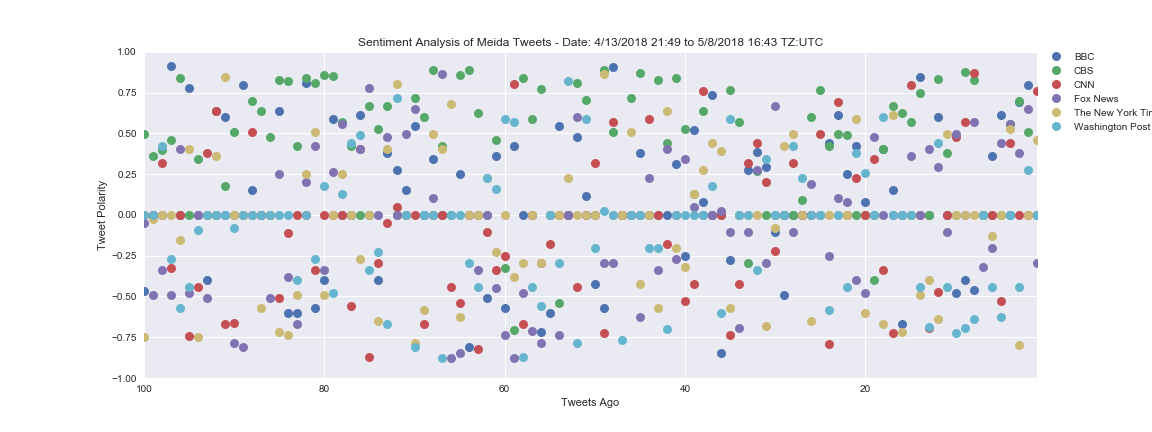 Sentiment Analysis of Meida Tweets - Date: 4/13/2018 21:49 to 5/8/2018 16:43 TZ:UTC
1.00
0.75
0.50
0.25
0.00
−0.25
−0.50
−0.75
−1.00
Tweet Polarity
100
80
60
40
20
Tweets Ago
BBC
CBS
CNN
Fox News
The New York Tir
Washington Post